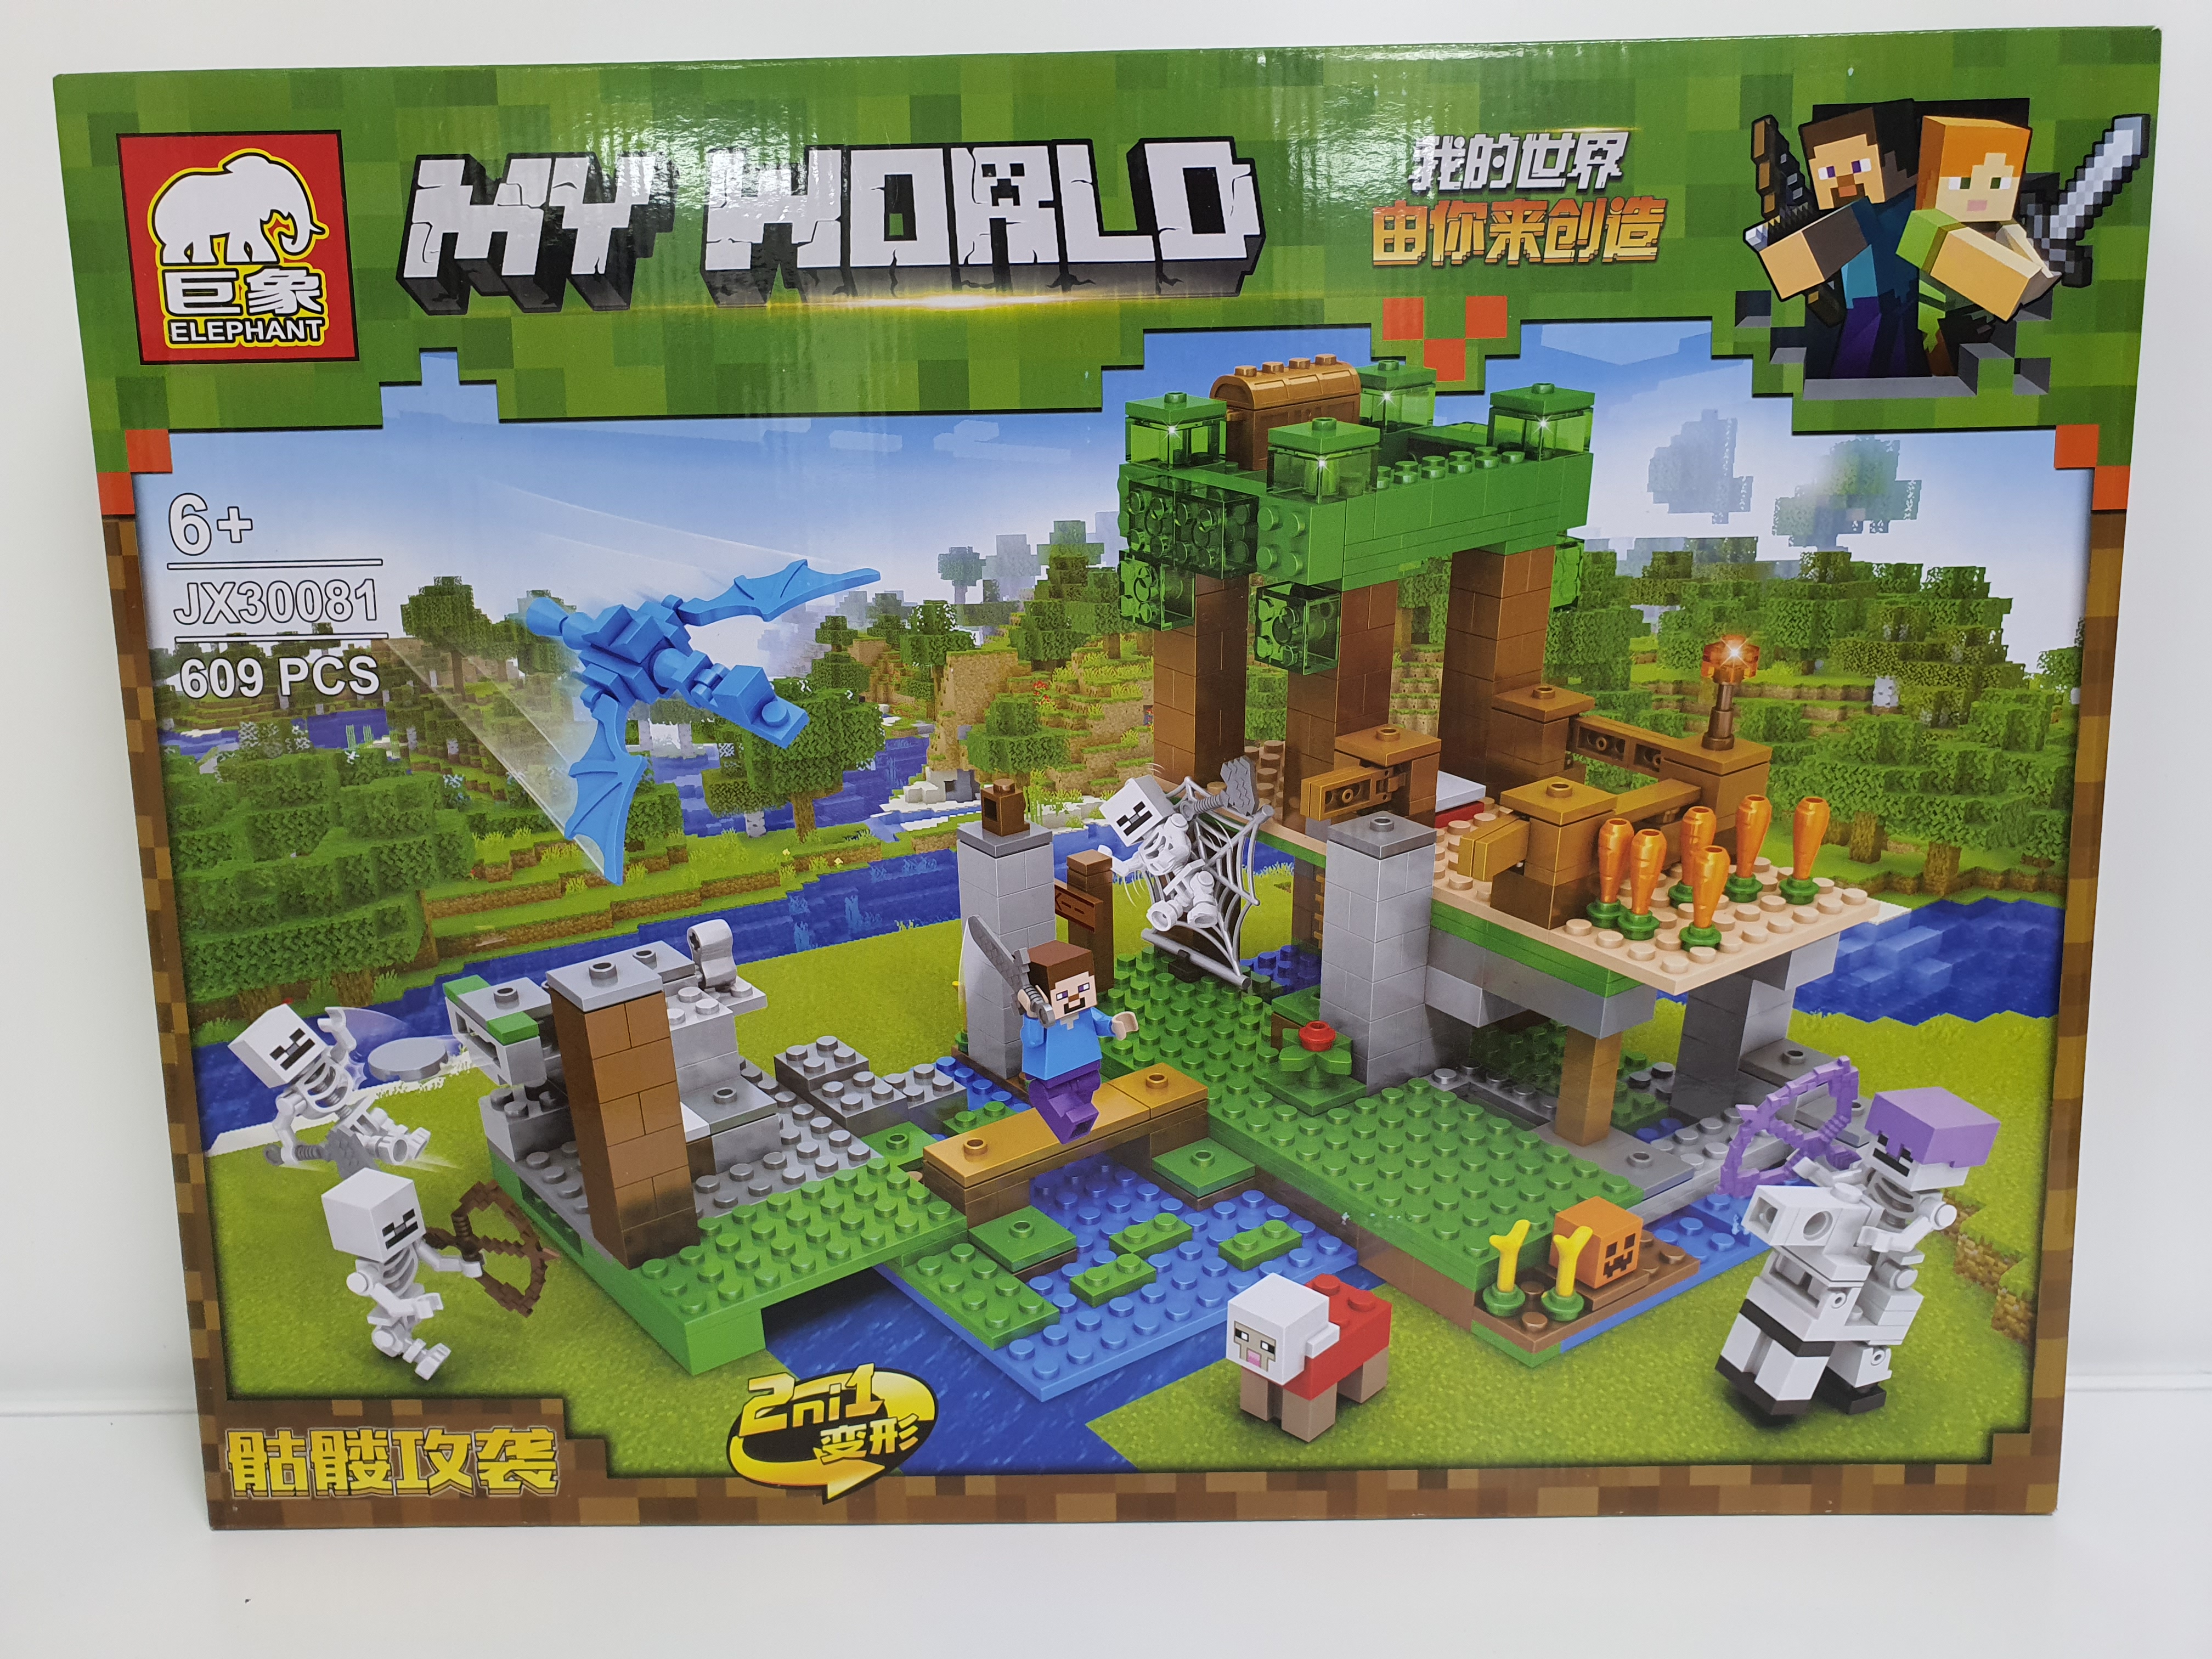 巨象
ELEPHANT
MY WORLD
我的世界
由你来创造
6+
JX30081
609 PCS
2ni1
变形
骷髅攻袭